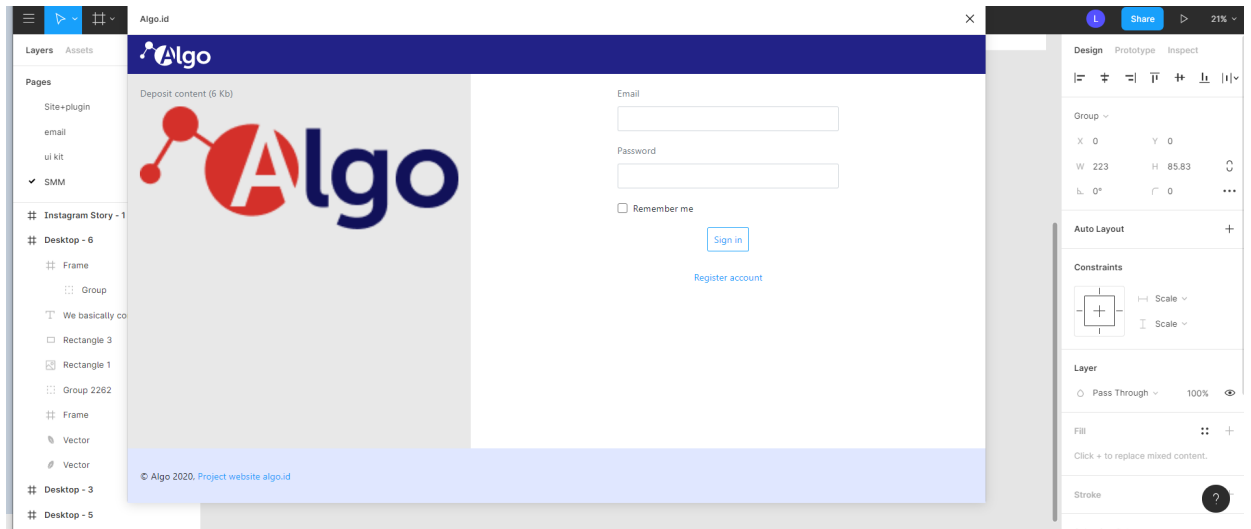 Algo.id
L
Share
21%
Layers Assets
Pages
Site+plugin
email
ui kit
SMM
Instagram Story - 1
Desktop - 6
Frame
Group
We basically co
Rectangle 3
Rectangle 1
Group 2262
Frame
Vector
Vector
Desktop - 3
Desktop - 5
Algo
Deposit content (6 Kb)
Algo
Email
Password
Remember me
Sign in
Register account
© Algo 2020. Project website algo.id
Design Prototype Inspect
Group
X 0 Y 0
W 223 H 85.83
0° 0
Auto Layout
Constraints
Scale
Scale
Layer
Pass Through 100%
Fill
Click + to replace mixed content.
Stroke
?